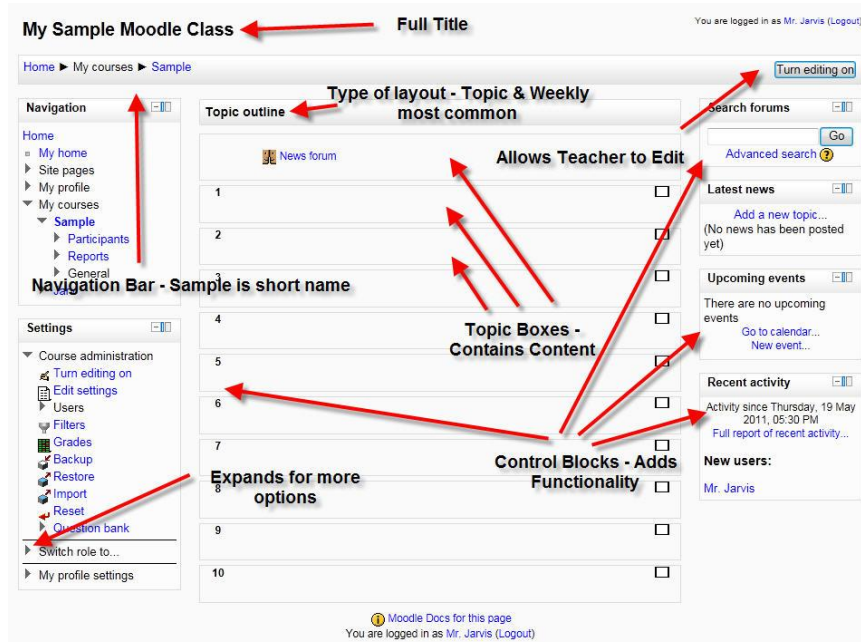 My Sample Moodle Class
Full Title
You are logged in as Mr. Jarvis (Logout)
Home ► My courses ► Sample
Turn editing on
Navigation
Home
My home
Site pages
My profile
My courses
Sample
Participants
Reports
General
Navigation Bar - Sample is short name
Settings
Course administration
Turn editing on
Edit settings
Users
Filters
Grades
Backup
Restore
Import
Reset
Question bank
Switch role to...
My profile settings
Type of layout - Topic & Weekly
most common
Topic outline
News forum
Allows Teacher to Edit
1
2
3
4
Topic Boxes -
Contains Content
5
6
7
Control Blocks - Adds
Functionality
Expands for more
options
8
9
10
Search forums
Go
Advanced search
Latest news
Add a new topic...
(No news has been posted
yet)
Upcoming events
There are no upcoming
events
Go to calendar...
New event...
Recent activity
Activity since Thursday, 19 May
2011, 05:30 PM
Full report of recent activity...
New users:
Mr. Jarvis
Moodle Docs for this page
You are logged in as Mr. Jarvis (Logout)